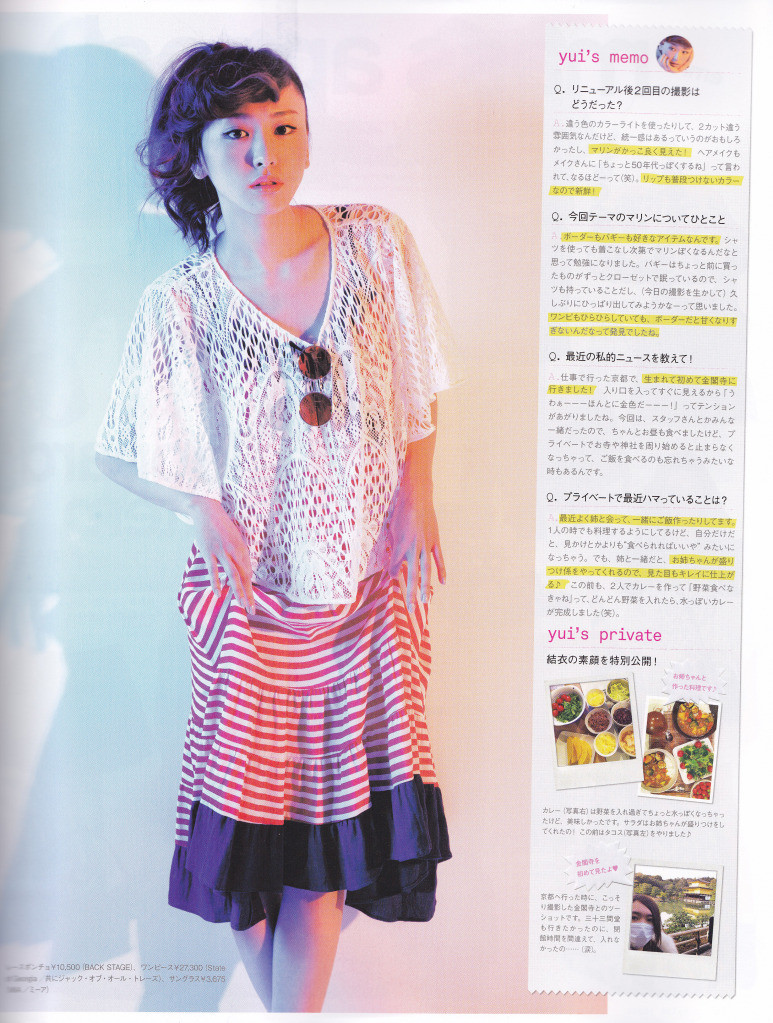 yui's memo
Q. リニューアル後2回目の撮影は
どうだった?
A. 違う色のカラーライトを使ったりして、2カット違う
雰囲気なんだけど、統一感はあるっていうのがおもしろ
かったし、マリンがかっこ良く見えた! ヘアメイクも
メイクさんに「ちょっと50年代っぽくするね」って言わ
れて、なるほどーって(笑)。リップも普段つけないカラー
なので新鮮!
Q. 今回テーマのマリンについてひとこと
A. ボーダーもバギーも好きなアイテムなんです。シャ
ツを使っても着こなし次第でマリンぽくなるんだなと
思って勉強になりました。バギーはちょっと前に買っ
たものがずっとクローゼットで眠っているので、シャ
ツも持っていることだし、(今日の撮影を生かして)久
しぶりにひっぱり出してみようかなーって思いました。
ワンピもひらひらしていても、ボーダーだと甘くなりす
ぎないんだなって発見でしたね。
Q. 最近の私的ニュースを教えて!
A. 仕事で行った京都で、生まれて初めて金閣寺に
行きました! 入り口を入ってすぐに見えるから「う
わぁーーーほんとに金色だーーー!」ってテンション
があがりましたね。今回は、スタッフさんとかみんな
一緒だったので、ちゃんとお昼も食べましたけど、プ
ライベートでお寺や神社を周り始めると止まらなく
なっちゃって、ご飯を食べるのも忘れちゃうみたいな
時もあるんです。
Q. プライベートで最近ハマっていることは?
A. 最近よく姉と会って、一緒にご飯作ったりしてます。
1人の時でも料理するようにしてるけど、自分だけだ
と、見かけとかよりも"食べられればいいや"みたいに
なっちゃう。でも、姉と一緒だと、お姉ちゃんが盛り
つけ係をやってくれるので、見た目もキレイに仕上が
る♪ この前も、2人でカレーを作って「野菜食べな
きゃね」って、どんどん野菜を入れたら、水っぽいカレー
が完成しました(笑)。
yui's private
結衣の素顔を特別公開!
お姉ちゃんと
作った料理です♪
カレー(写真右)は野菜を入れ過ぎてちょっと水っぽくなっちゃっ
たけど、美味しかったです。サラダはお姉ちゃんが盛りつけをし
てくれたの! この前はタコス(写真左)をやりました♪
金閣寺を
初めて見たよ♥
京都へ行った時に、こっそ
り撮影した金閣寺とのツー
ショットです。三十三間堂
も行きたかったのに、開
館時間を間違えて、入れな
かったの……(涙)。
レースポンチョ¥10,500(BACK STAGE)、ワンピース¥27,300(State
/共にジャック・オブ・オール・トレーズ)、サングラス¥3,675
/ミーア)